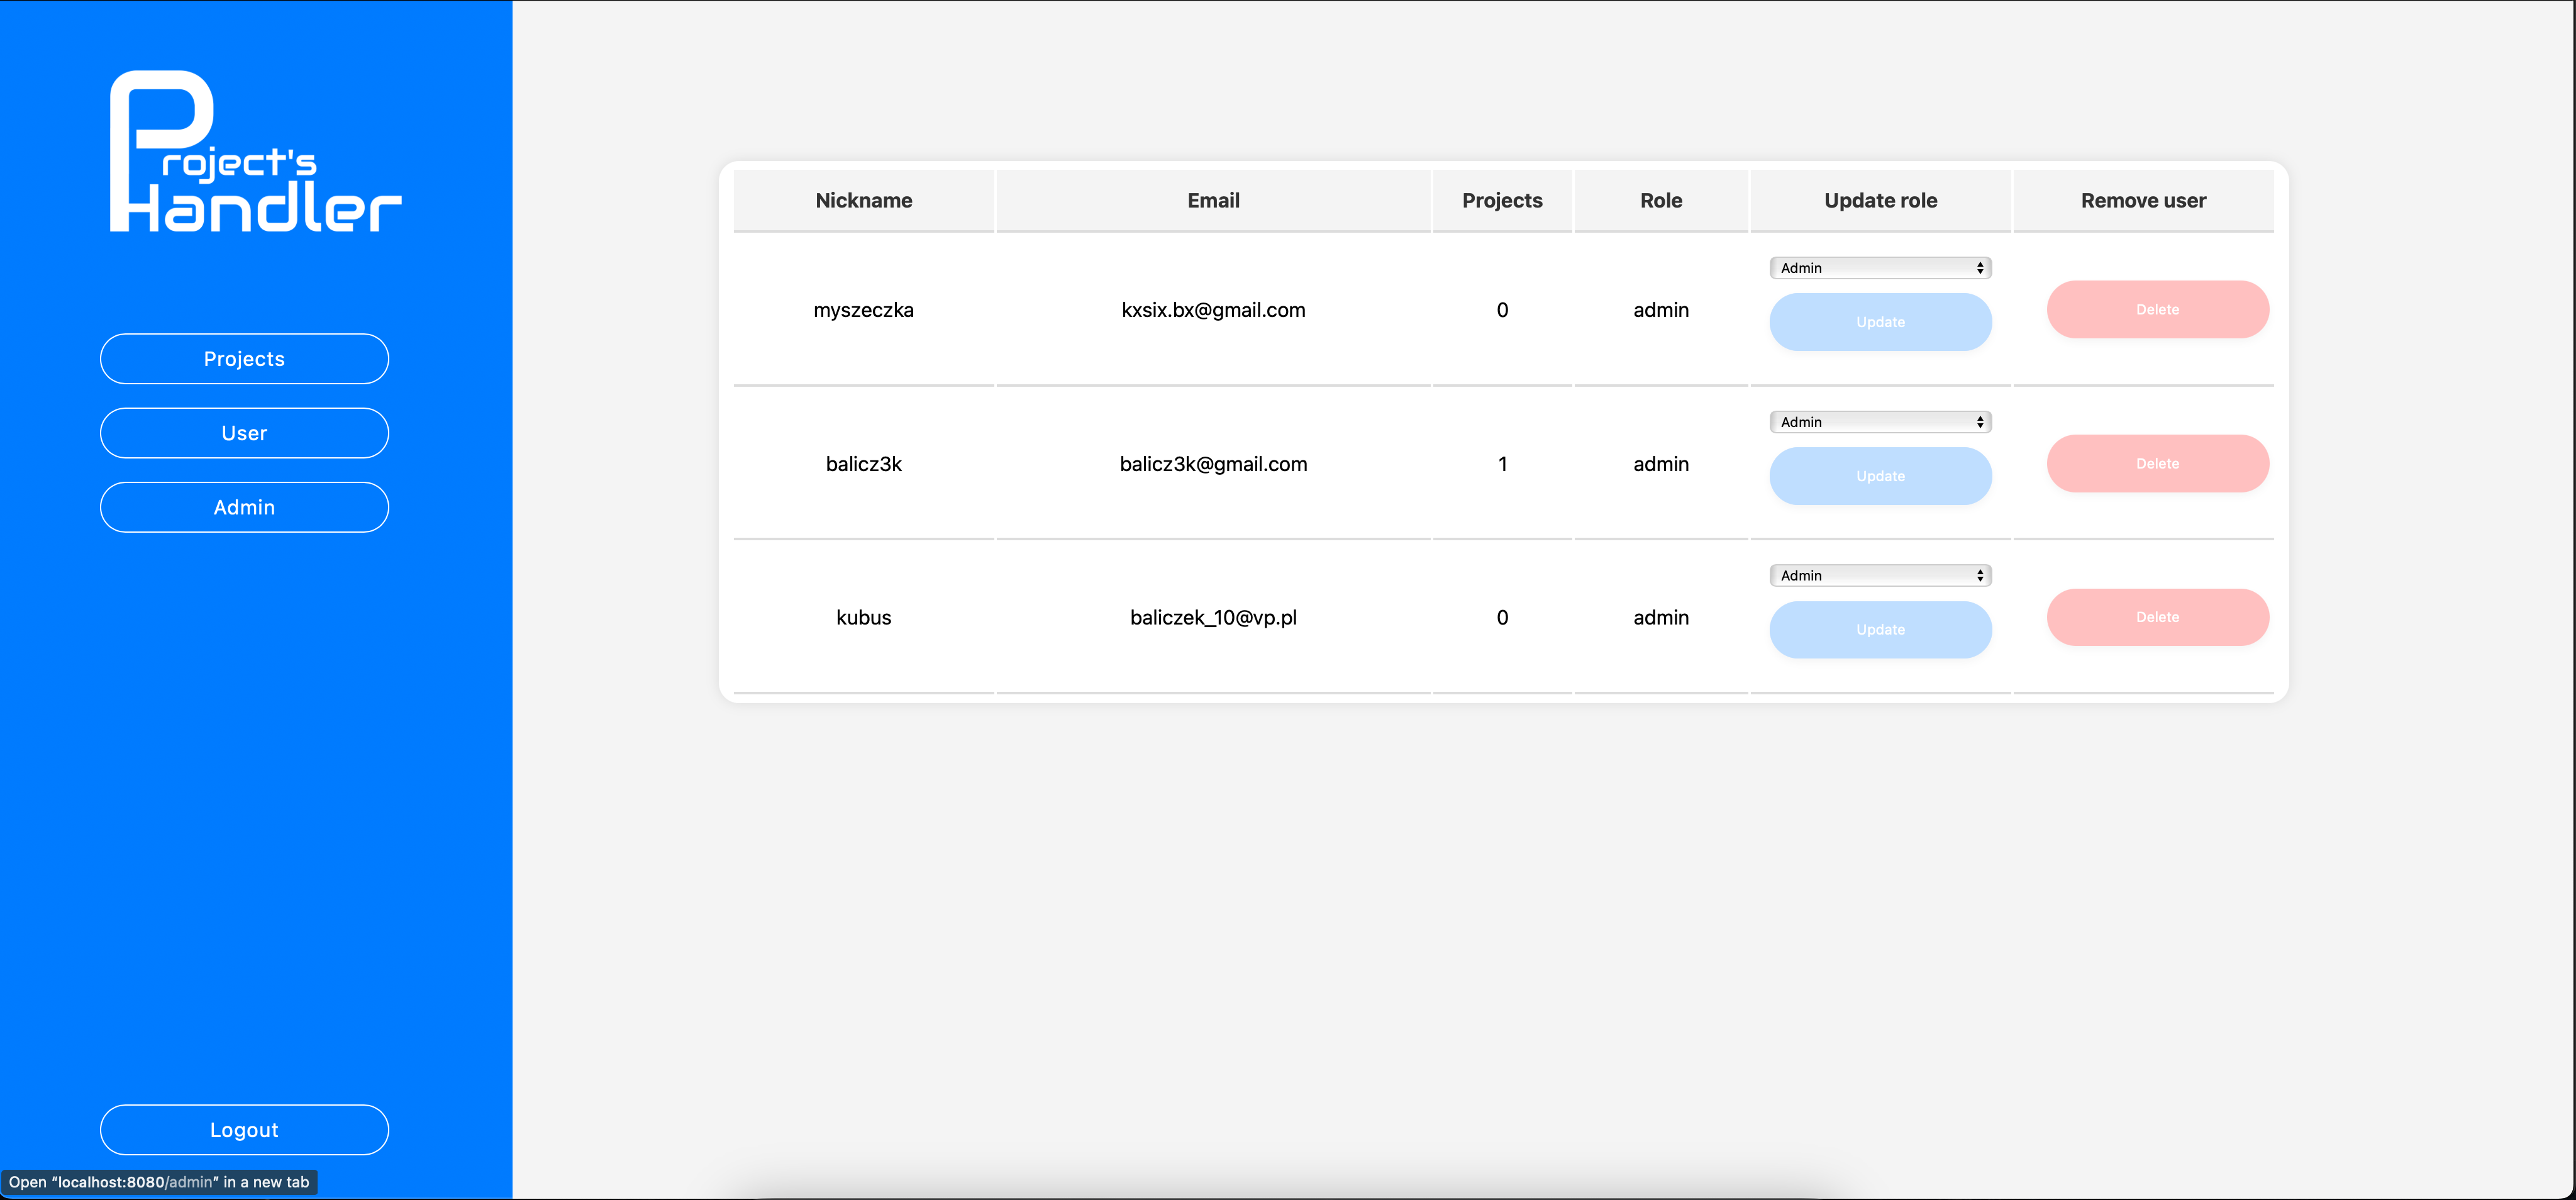 Project's
Handler
Projects
User
Admin
Logout
Nickname Email Projects Role Update role Remove user
Admin
myszeczka kxsix.bx@gmail.com 0 admin Update Delete
Admin
balicz3k balicz3k@gmail.com 1 admin Update Delete
Admin
kubus baliczek_10@vp.pl 0 admin Update Delete
Open “localhost:8080/admin” in a new tab